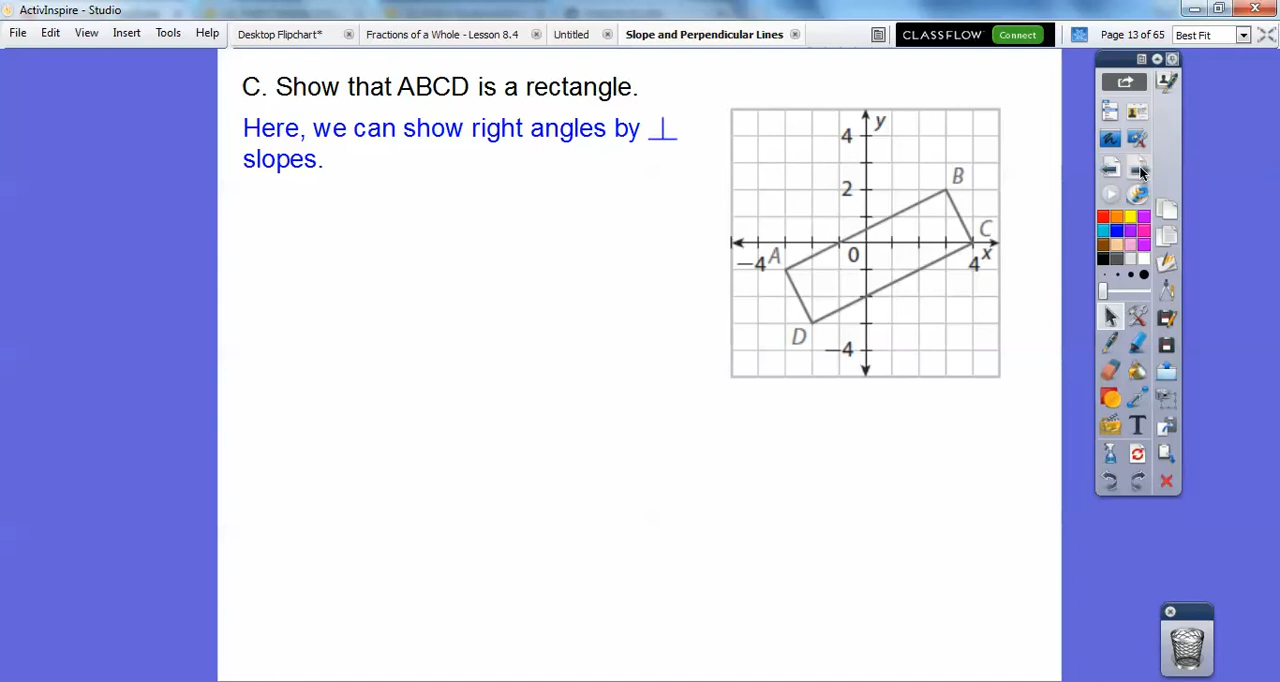 ActivInspire - Studio
File Edit View Insert Tools Help
Desktop Flipchart* Fractions of a Whole - Lesson 8.4 Untitled Slope and Perpendicular Lines
CLASSFLOW Connect
Page 13 of 65 Best Fit
C. Show that ABCD is a rectangle.
Here, we can show right angles by ⊥
slopes.
4 y
2 B
C
−4 A 0 4 x
D
−4
T